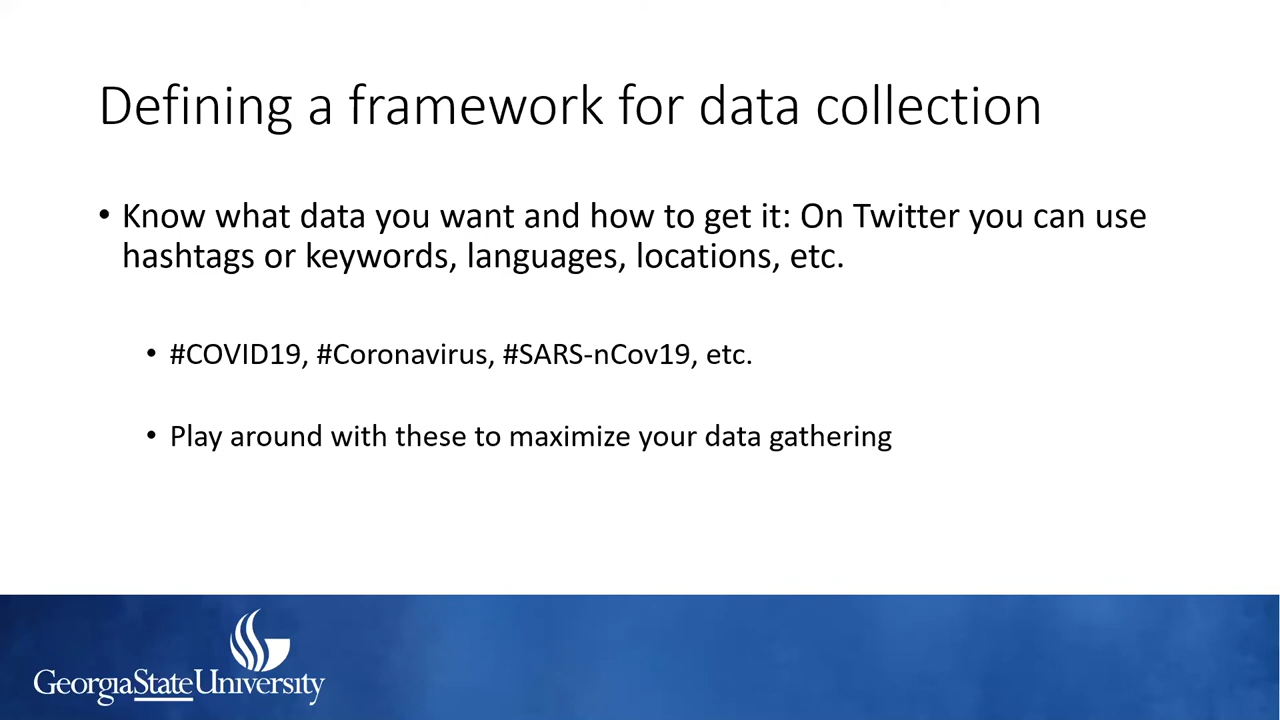 Defining a framework for data collection
• Know what data you want and how to get it: On Twitter you can use
hashtags or keywords, languages, locations, etc.
• #COVID19, #Coronavirus, #SARS-nCov19, etc.
• Play around with these to maximize your data gathering
GeorgiaStateUniversity